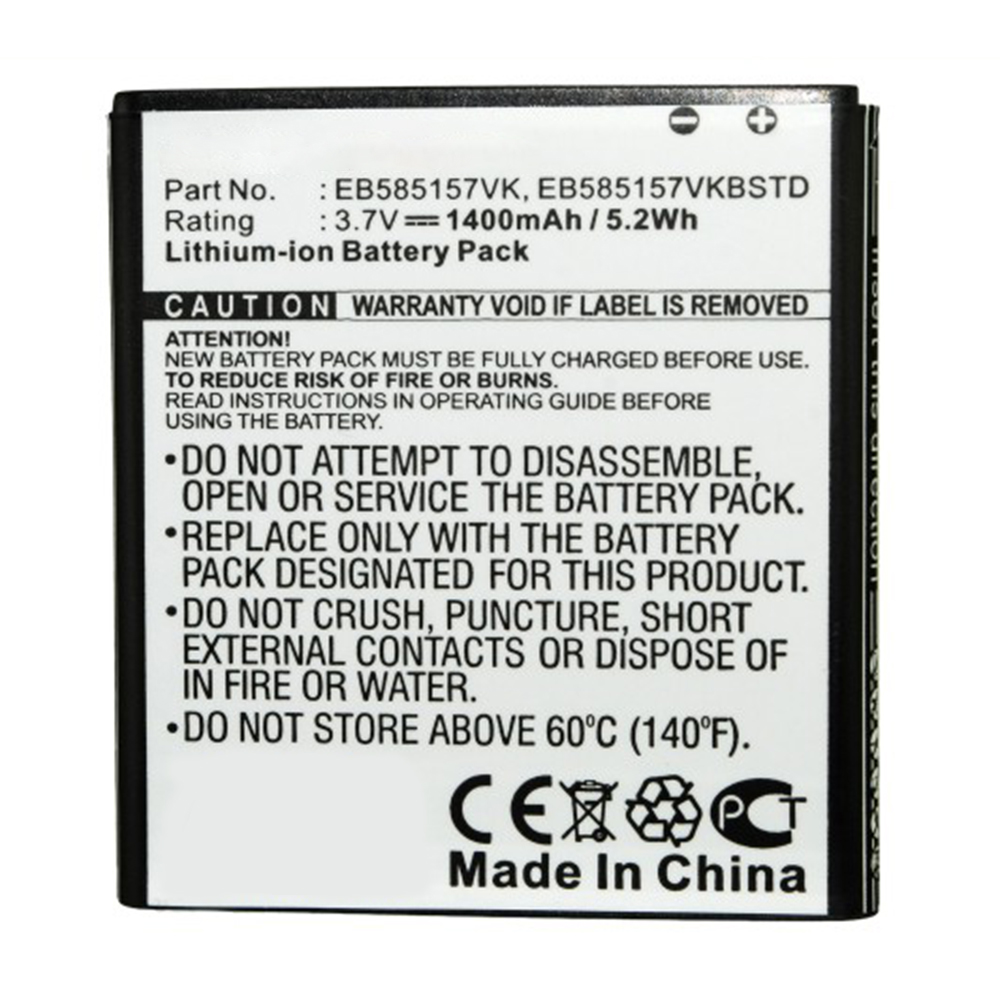 Part No. : EB585157VK, EB585157VKBSTD
Rating : 3.7V 1400mAh / 5.2Wh
Lithium-ion Battery Pack
CAUTION WARRANTY VOID IF LABEL IS REMOVED
ATTENTION!
NEW BATTERY PACK MUST BE FULLY CHARGED BEFORE USE.
TO REDUCE RISK OF FIRE OR BURNS.
READ INSTRUCTIONS IN OPERATING GUIDE BEFORE
USING THE BATTERY.
•DO NOT ATTEMPT TO DISASSEMBLE,
OPEN OR SERVICE THE BATTERY PACK.
•REPLACE ONLY WITH THE BATTERY
PACK DESIGNATED FOR THIS PRODUCT.
•DO NOT CRUSH, PUNCTURE, SHORT
EXTERNAL CONTACTS OR DISPOSE OF
IN FIRE OR WATER.
•DO NOT STORE ABOVE 60°C (140°F).
CE PCT
Made In China
Insert this direction